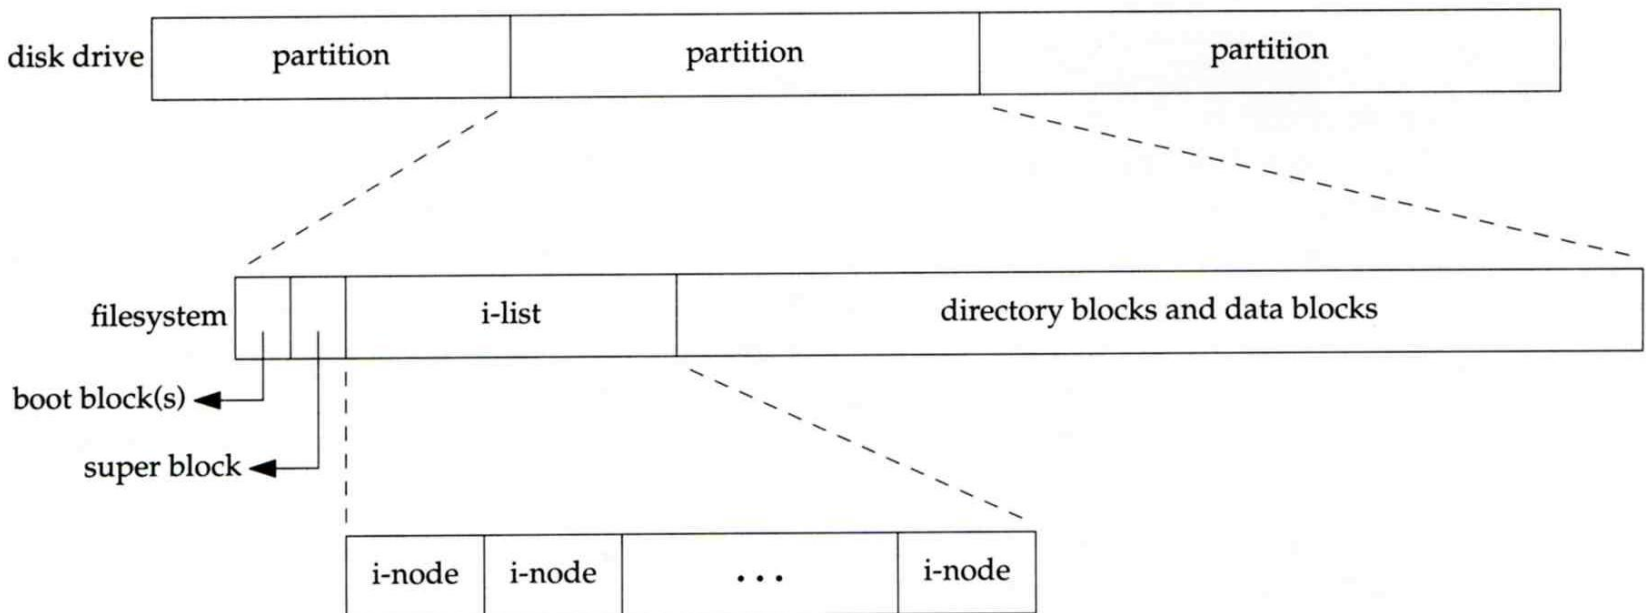 disk drive partition partition partition
filesystem i-list directory blocks and data blocks
boot block(s)
super block
i-node i-node ... i-node